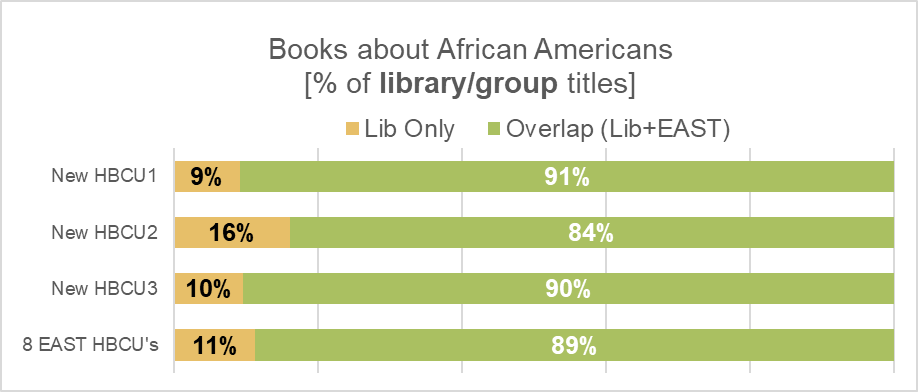 Books about African Americans
[% of library/group titles]
Lib Only Overlap (Lib+EAST)
New HBCU1 9% 91%
New HBCU2 16% 84%
New HBCU3 10% 90%
8 EAST HBCU's 11% 89%